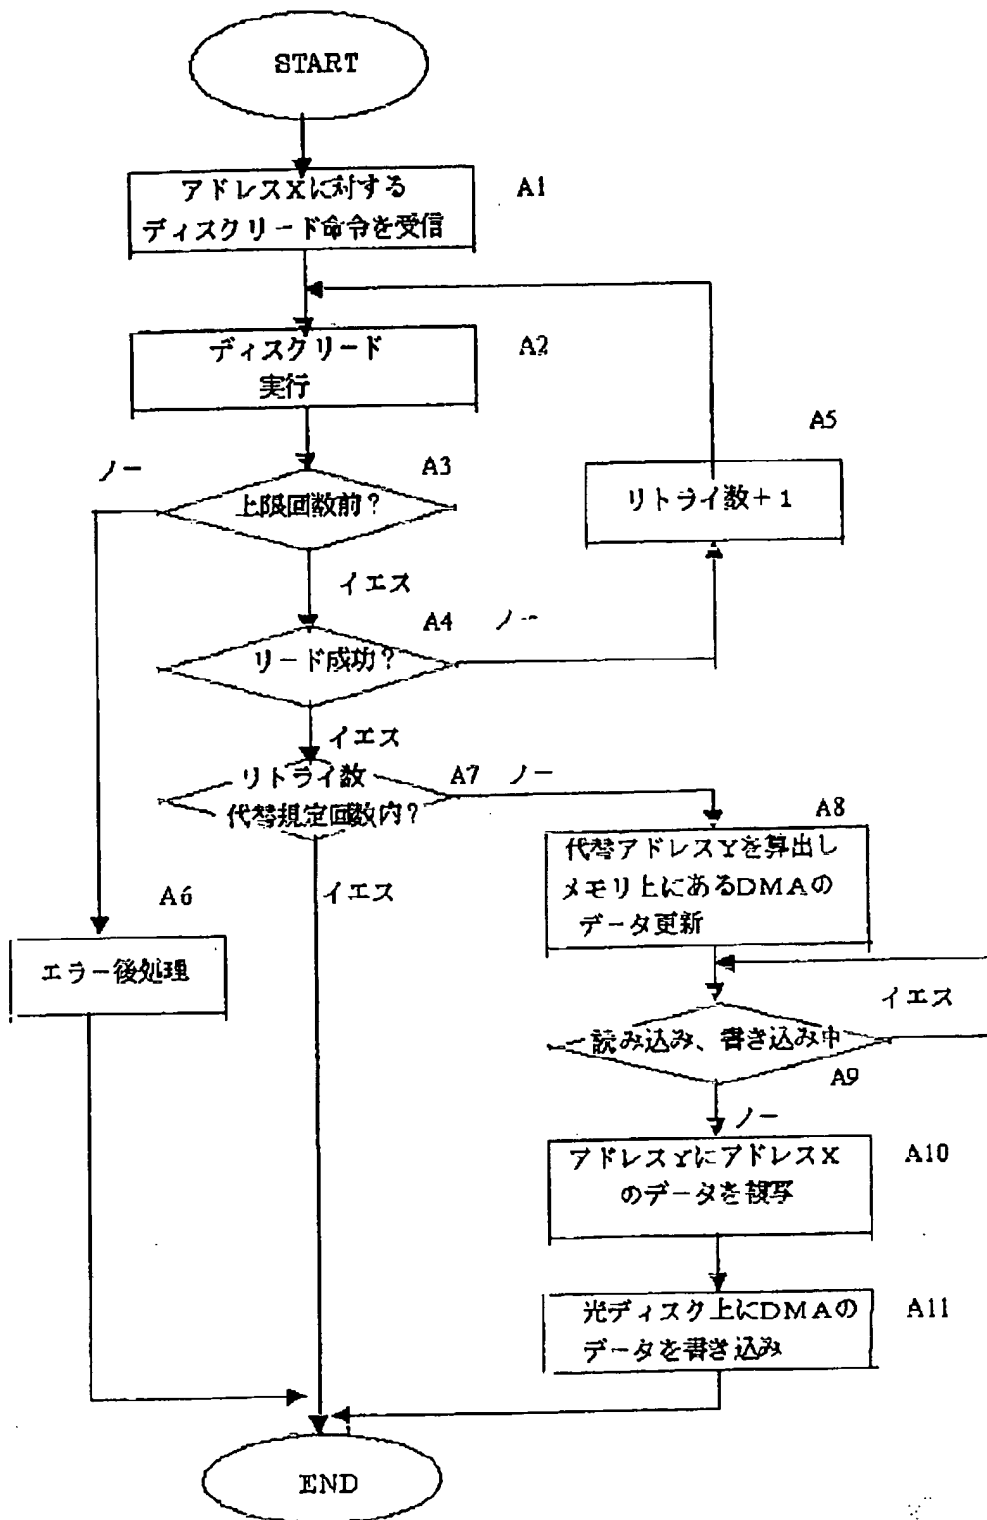 START
アドレスXに対する
ディスクリード命令を受信
A1
ディスクリード
実行
A2
A5
ノー
A3
上限回数前?
リトライ数+1
イエス
A4
ノー
リード成功?
イエス
リトライ数
代替規定回数内?
A7
ノー
A8
代替アドレスYを算出し
メモリ上にあるDMAの
データ更新
イエス
A6
エラー後処理
イエス
読み込み、書き込み中
A9
ノー
アドレスYにアドレスX
のデータを複写
A10
光ディスク上にDMAの
データを書き込み
A11
END